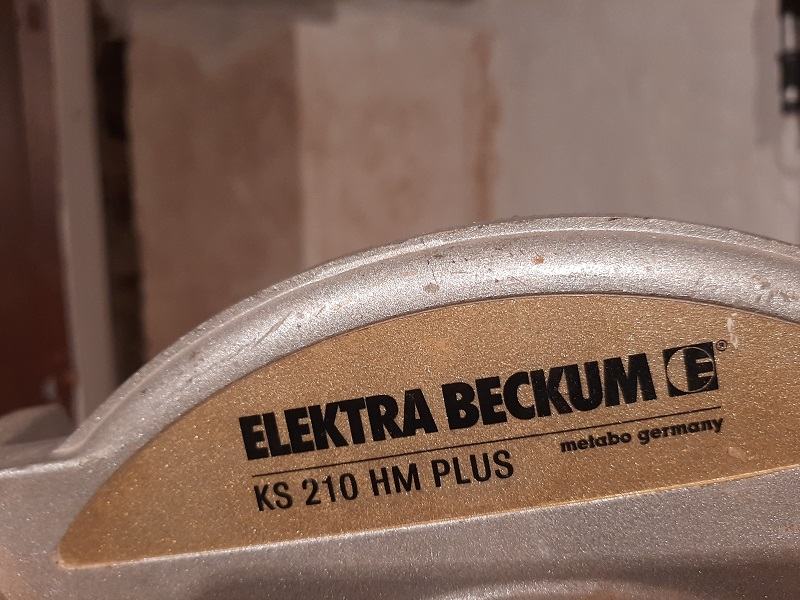 ELEKTRA BECKUM E®
metabo germany
KS 210 HM PLUS